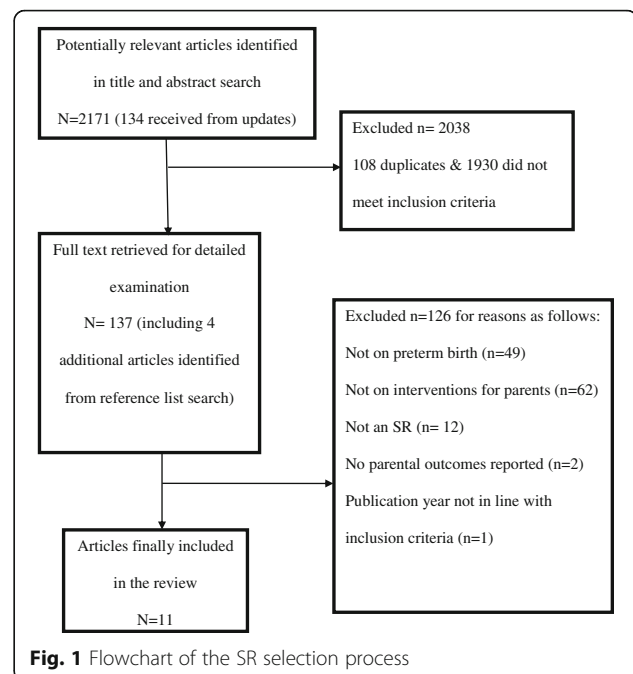 Potentially relevant articles identified
in title and abstract search
N=2171 (134 received from updates)
Excluded n= 2038
108 duplicates & 1930 did not
meet inclusion criteria
Full text retrieved for detailed
examination
N= 137 (including 4
additional articles identified
from reference list search)
Excluded n=126 for reasons as follows:
Not on preterm birth (n=49)
Not on interventions for parents (n=62)
Not an SR (n= 12)
No parental outcomes reported (n=2)
Publication year not in line with
inclusion criteria (n=1)
Articles finally included
in the review
N=11
Fig. 1 Flowchart of the SR selection process